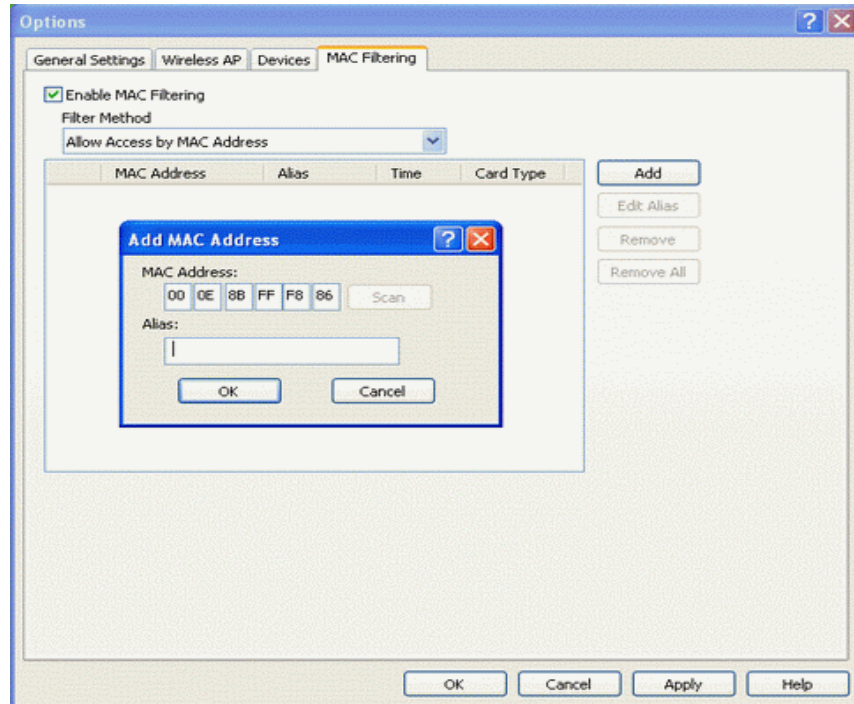 Options
General Settings Wireless AP Devices MAC Filtering
Enable MAC Filtering
Filter Method
Allow Access by MAC Address
MAC Address Alias Time Card Type
Add
Edit Alias
Remove
Remove All
Add MAC Address
MAC Address:
00 0E 8B FF F8 86 Scan
Alias:
OK Cancel
OK Cancel Apply Help